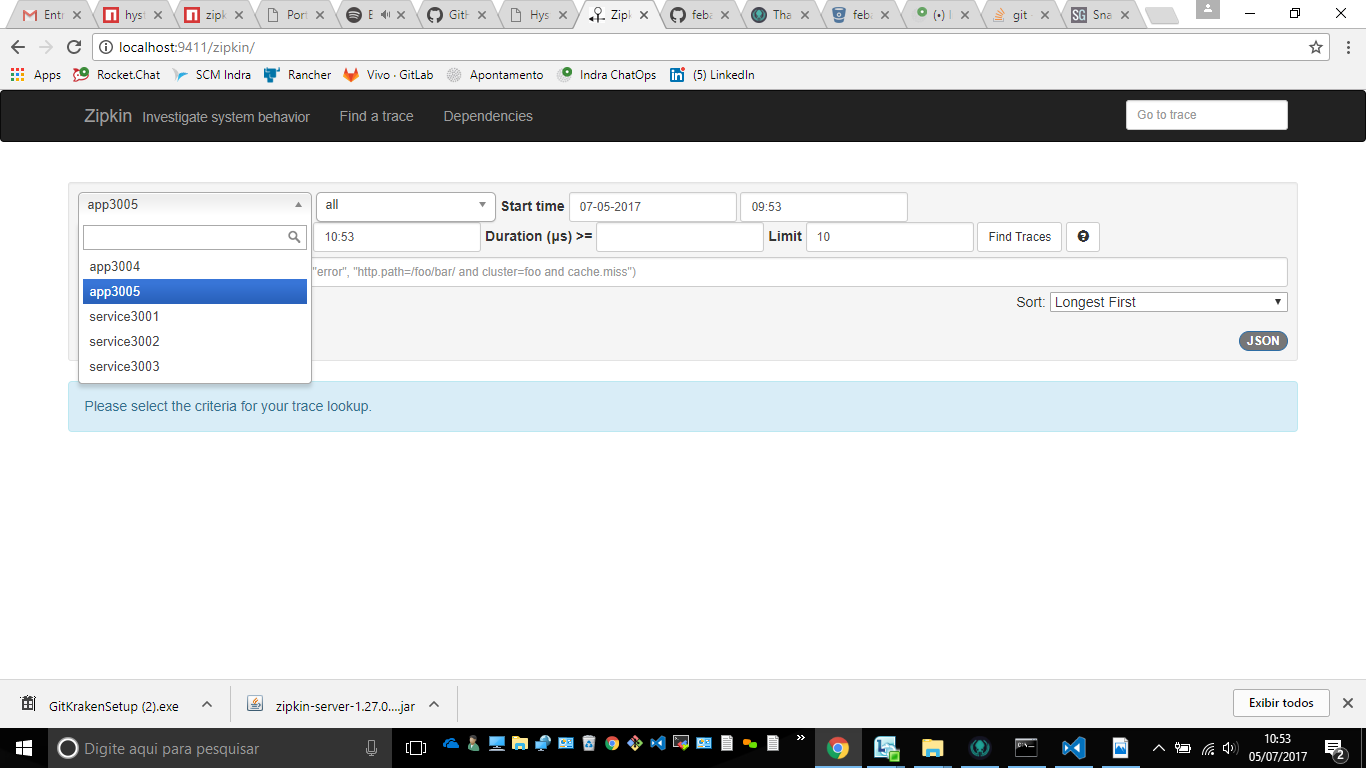 Entr
hyst
zipk
Port
E
GitH
Hys
Zipk
feba
Tha
feba
(•)
git
Sna
localhost:9411/zipkin/
Apps Rocket.Chat SCM Indra Rancher Vivo · GitLab Apontamento Indra ChatOps (5) LinkedIn
Zipkin Investigate system behavior Find a trace Dependencies Go to trace
app3005 all Start time 07-05-2017 09:53
10:53 Duration (µs) >= Limit 10 Find Traces
app3004
"error", "http.path=/foo/bar/ and cluster=foo and cache.miss")
app3005
Sort: Longest First
service3001
service3002
JSON
service3003
Please select the criteria for your trace lookup.
GitKrakenSetup (2).exe zipkin-server-1.27.0....jar Exibir todos
Digite aqui para pesquisar
10:53
05/07/2017
2